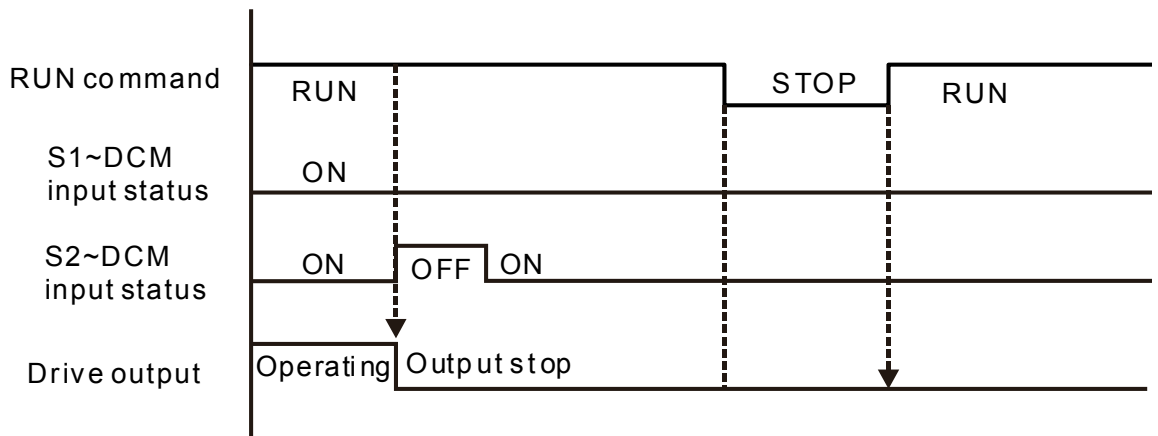 RUN command
RUN
STOP
RUN
S1~DCM
input status
ON
S2~DCM
input status
ON
OFF
ON
Drive output
Operating
Output stop